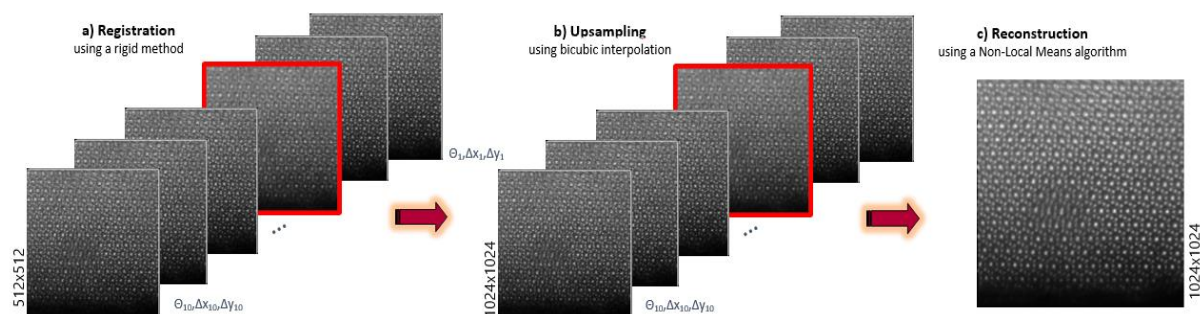 a) Registration
using a rigid method
Θ₁,Δx₁,Δy₁
...
512x512
Θ₁₀,Δx₁₀,Δy₁₀
b) Upsampling
using bicubic interpolation
...
1024x1024
Θ₁₀,Δx₁₀,Δy₁₀
c) Reconstruction
using a Non-Local Means algorithm
1024x1024